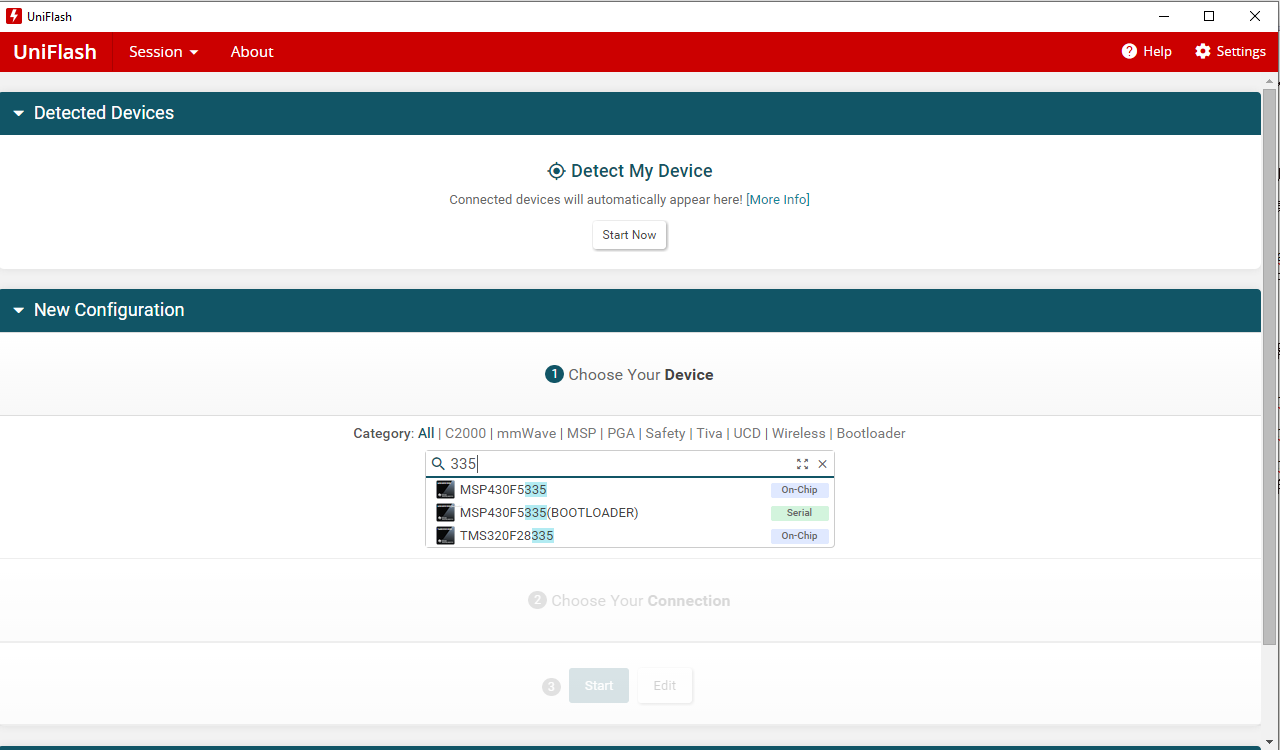 UniFlash
UniFlash Session About Help Settings
Detected Devices
Detect My Device
Connected devices will automatically appear here! [More Info]
Start Now
New Configuration
1 Choose Your Device
Category: All | C2000 | mmWave | MSP | PGA | Safety | Tiva | UCD | Wireless | Bootloader
335
MSP430F5335 On-Chip
MSP430F5335(BOOTLOADER) Serial
TMS320F28335 On-Chip
2 Choose Your Connection
3 Start Edit